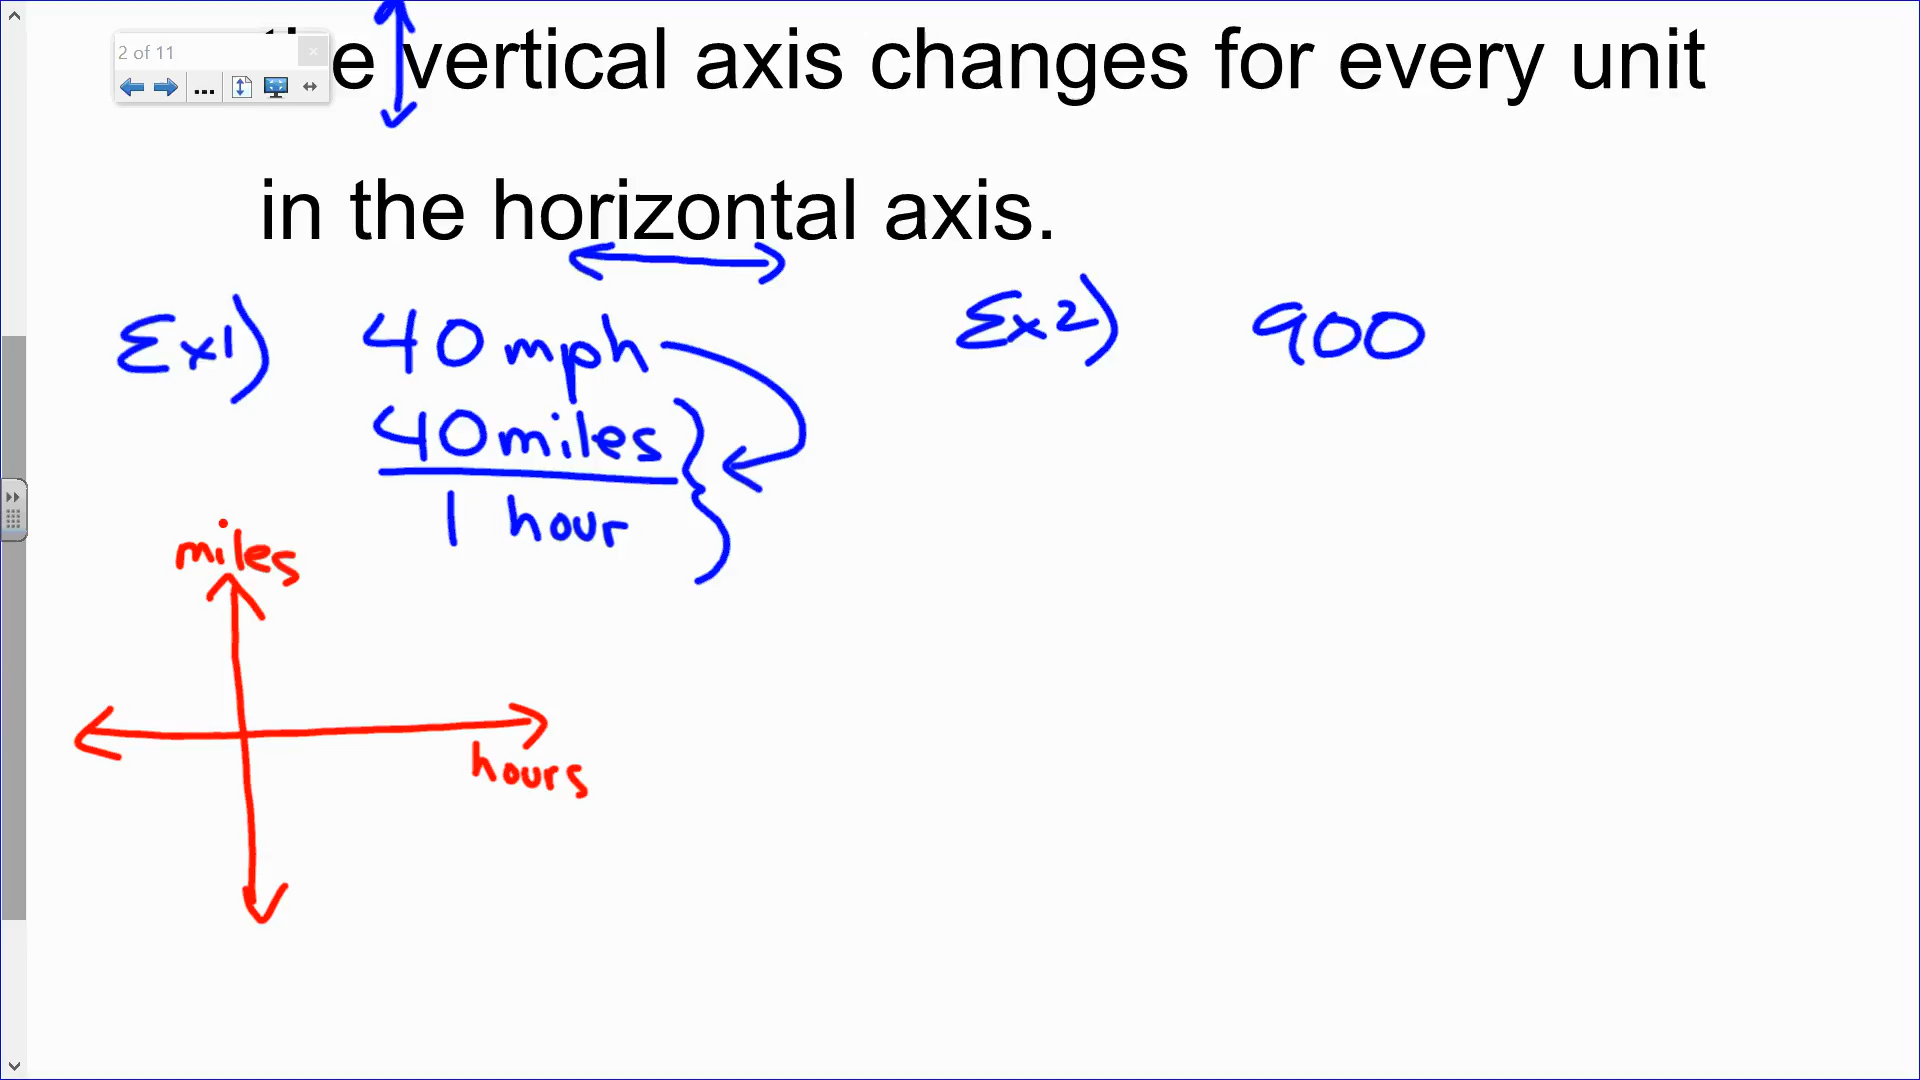 2 of 11
the vertical axis changes for every unit
in the horizontal axis.
Ex1) 40 mph
40 miles
1 hour
Ex2) 900
miles
hours